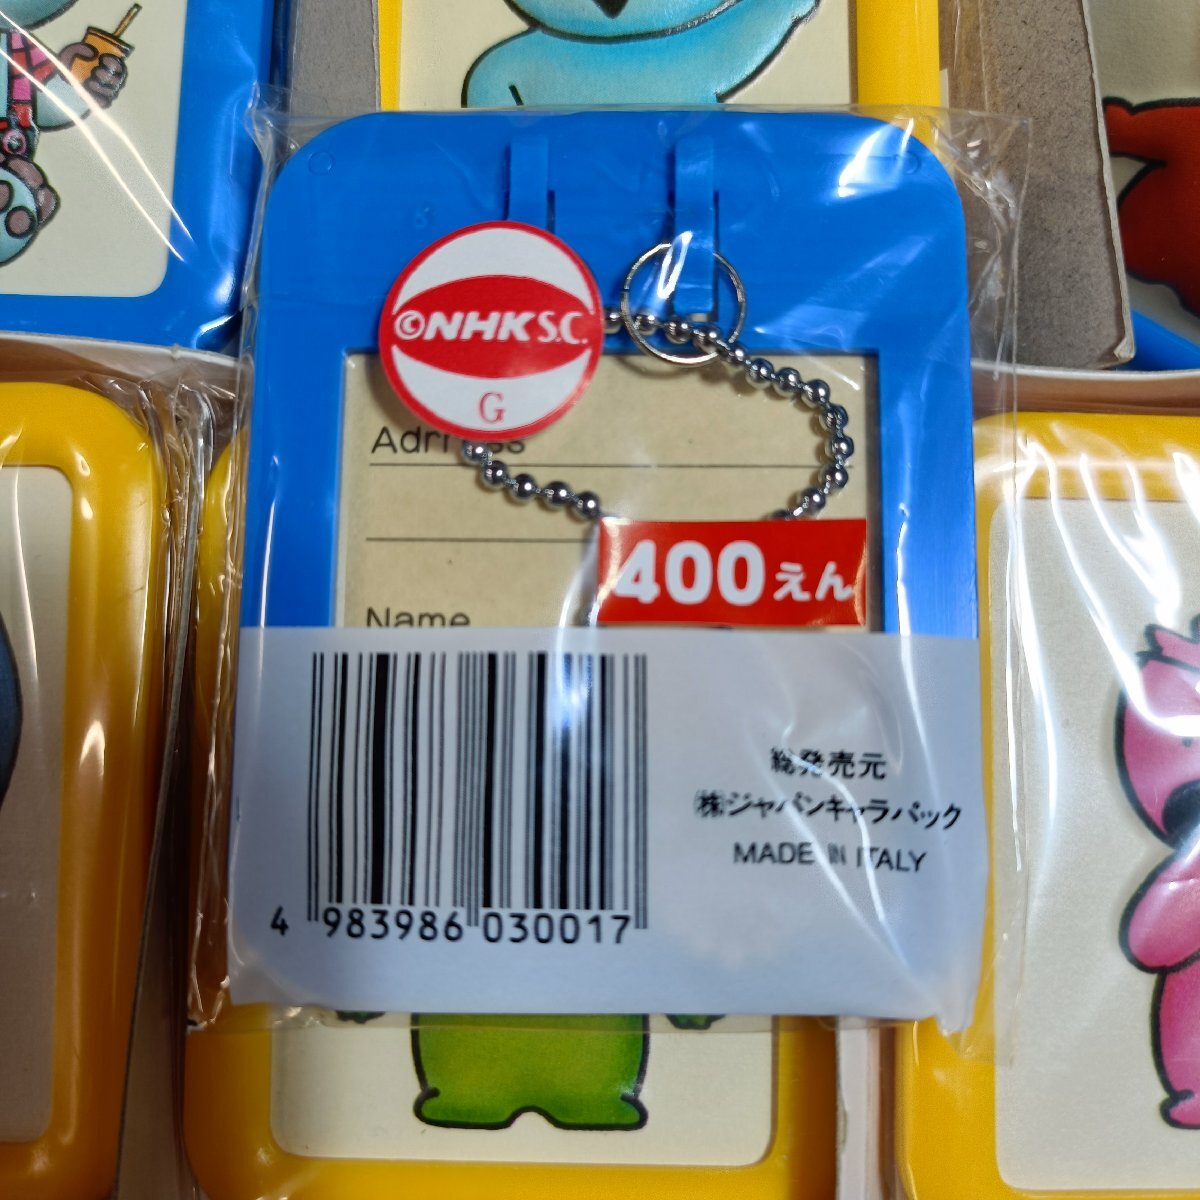 ©NHK S.C.
G
Address
400えん
Name
総発売元
㈱ジャパンキャラパック
MADE IN ITALY
4 983986 030017